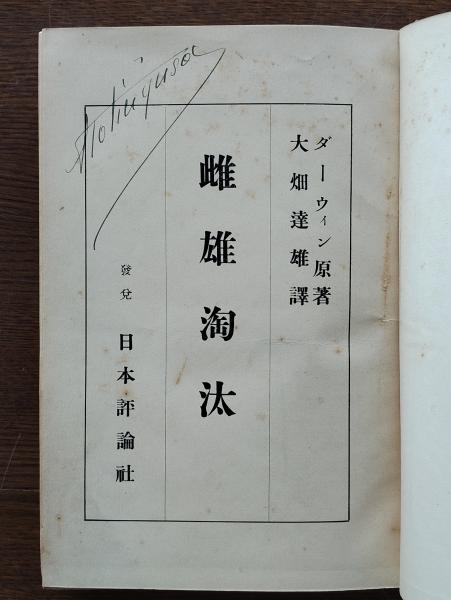 ダーウィン原著
大畑達雄譯
雌雄淘汰
發兌 日本評論社